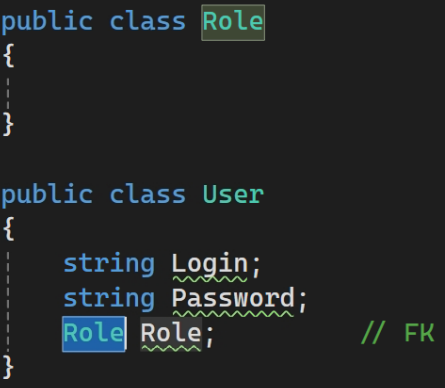 public class Role
{
}
public class User
{
string Login;
string Password;
Role Role; // FK
}